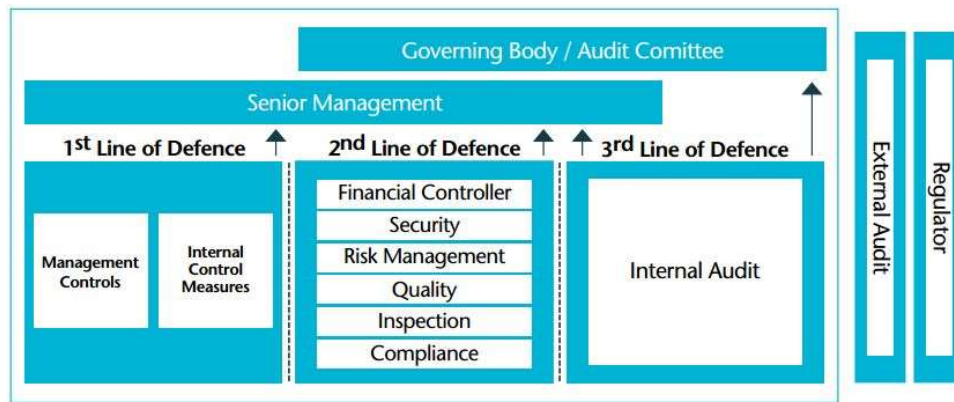 Governing Body / Audit Comittee
Senior Management
1st Line of Defence
2nd Line of Defence
3rd Line of Defence
Management
Controls
Internal
Control
Measures
Financial Controller
Security
Risk Management
Quality
Inspection
Compliance
Internal Audit
External Audit
Regulator